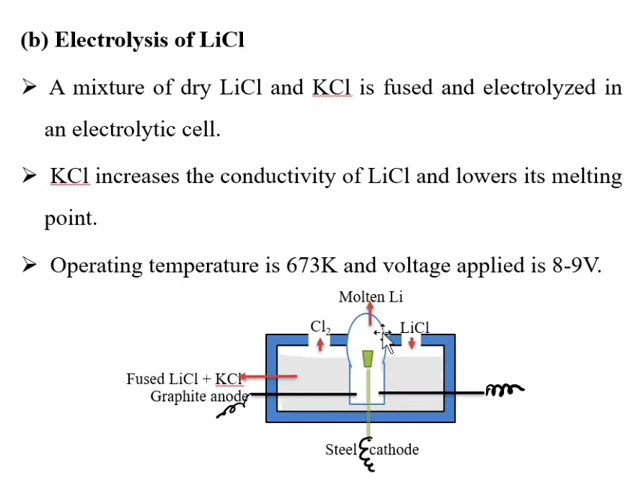 (b) Electrolysis of LiCl
➤ A mixture of dry LiCl and KCl is fused and electrolyzed in
an electrolytic cell.
➤ KCl increases the conductivity of LiCl and lowers its melting
point.
➤ Operating temperature is 673K and voltage applied is 8-9V.
Molten Li
Cl₂
LiCl
Fused LiCl + KCl
Graphite anode
Steel cathode